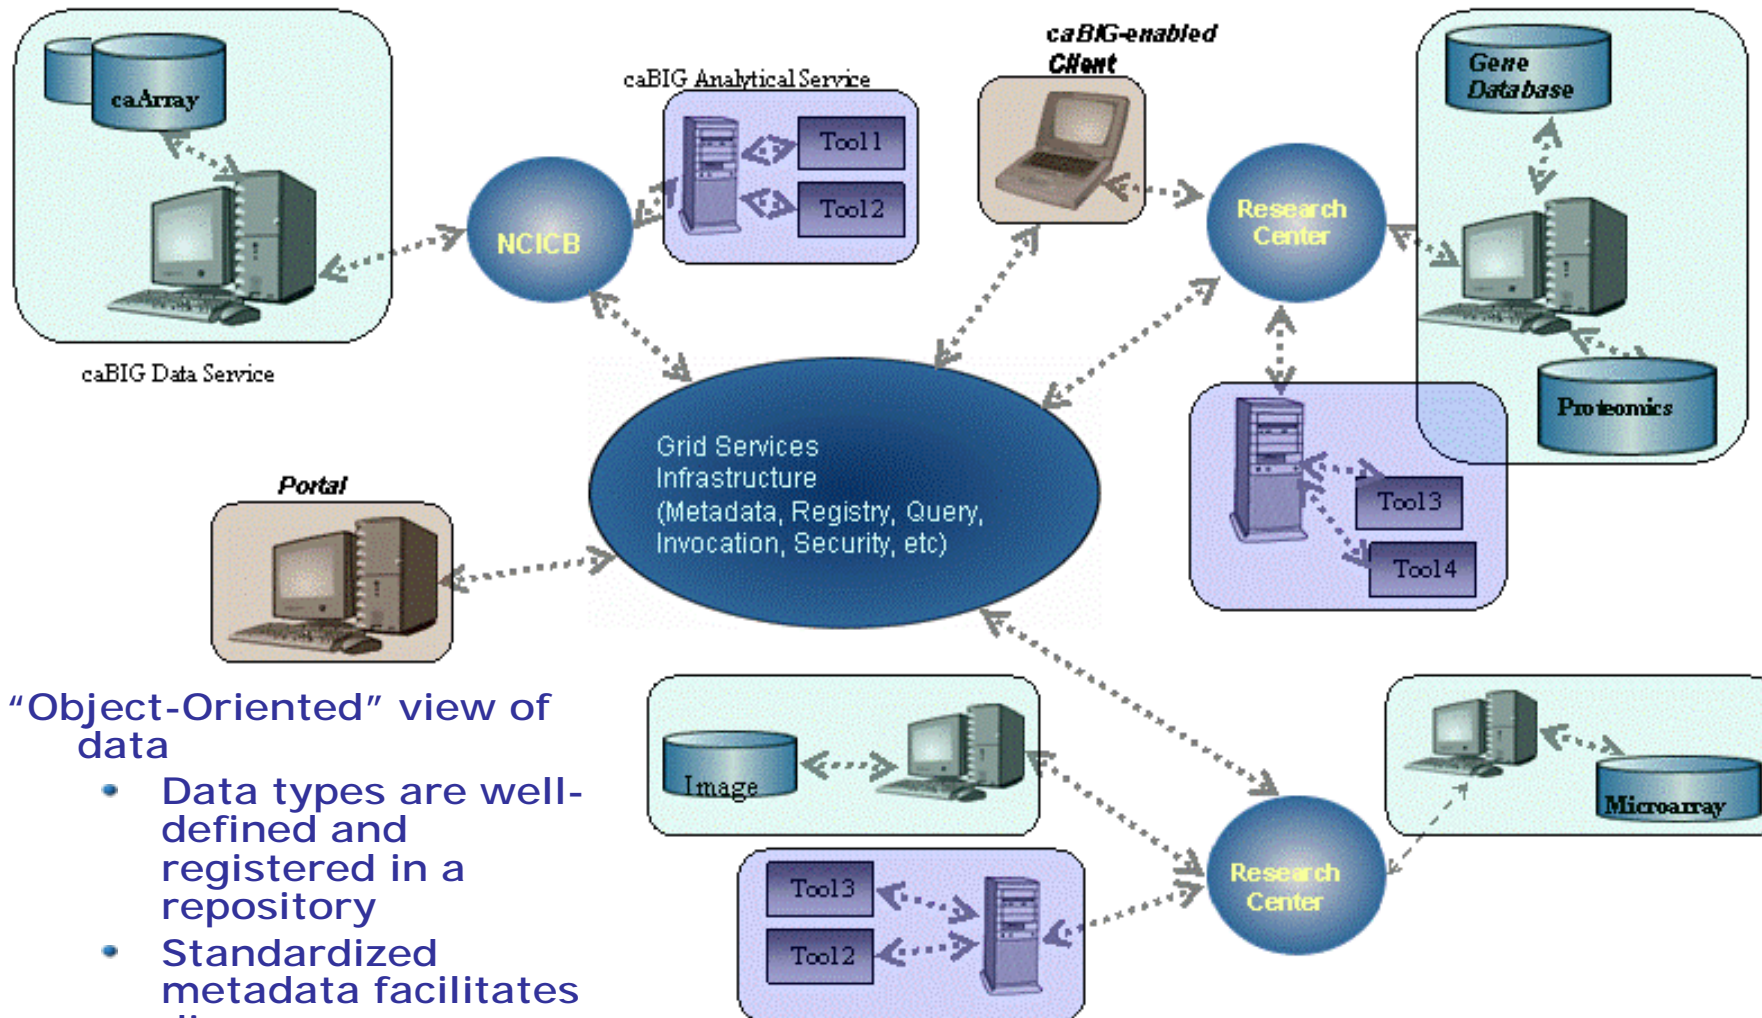 caArray
caBIG Data Service
caBIG Analytical Service
Tool1
Tool2
NCICB
caBIG-enabled
Client
Research
Center
Gene
Database
Proteomics
Tool3
Tool4
Grid Services
Infrastructure
(Metadata, Registry, Query,
Invocation, Security, etc)
Portal
“Object-Oriented” view of
data
• Data types are well-
defined and
registered in a
repository
• Standardized
metadata facilitates
Image
Tool3
Tool2
Research
Center
Microarray